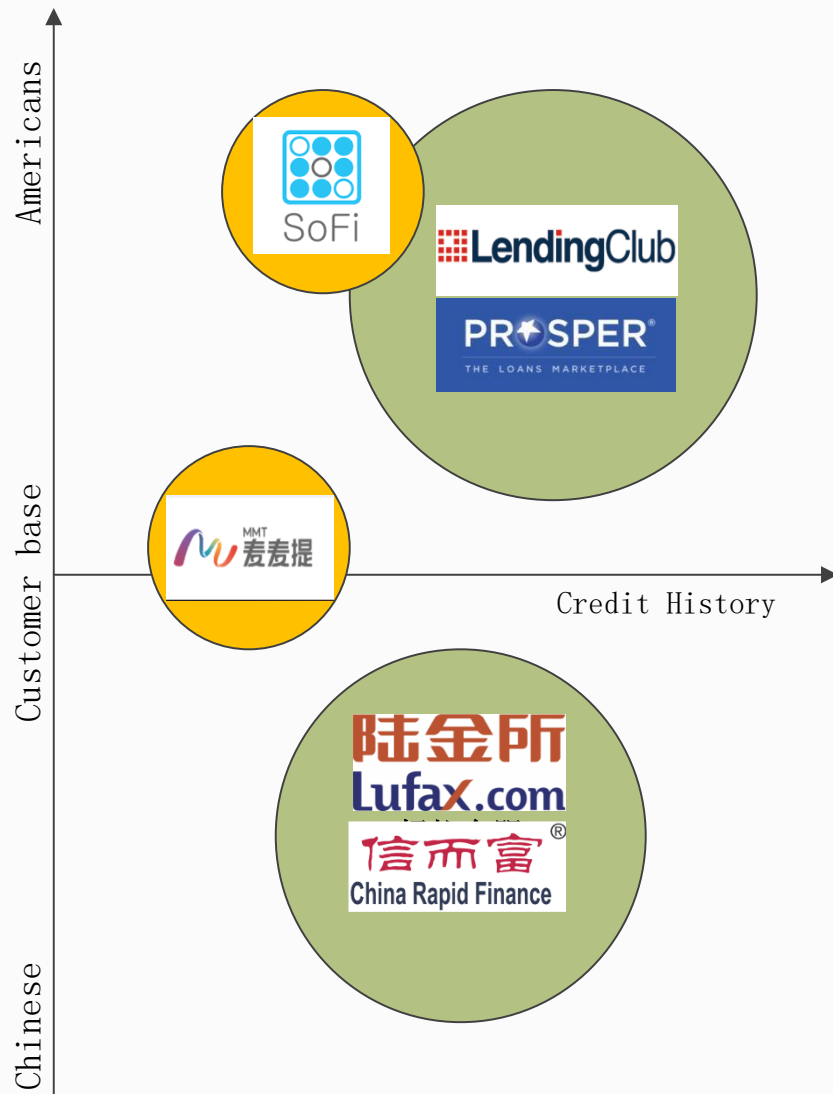 Americans
SoFi
LendingClub
PROSPER®
THE LOANS MARKETPLACE
Customer base
MMT
麦麦提
Credit History
陆金所
Lufax.com
信而富®
China Rapid Finance
Chinese